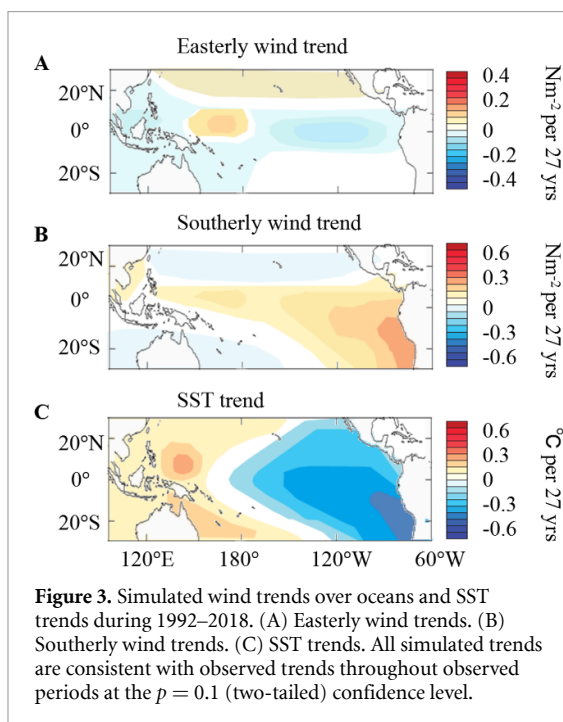 Easterly wind trend
A
20°N
0°
20°S
0.4
0.2
0
-0.2
-0.4
Nm-2 per 27 yrs
Southerly wind trend
B
20°N
0°
20°S
0.6
0.3
0
-0.3
-0.6
Nm-2 per 27 yrs
SST trend
C
20°N
0°
20°S
0.6
0.3
0
-0.3
-0.6
°C per 27 yrs
120°E 180° 120°W 60°W
Figure 3. Simulated wind trends over oceans and SST
trends during 1992–2018. (A) Easterly wind trends. (B)
Southerly wind trends. (C) SST trends. All simulated trends
are consistent with observed trends throughout observed
periods at the p = 0.1 (two-tailed) confidence level.